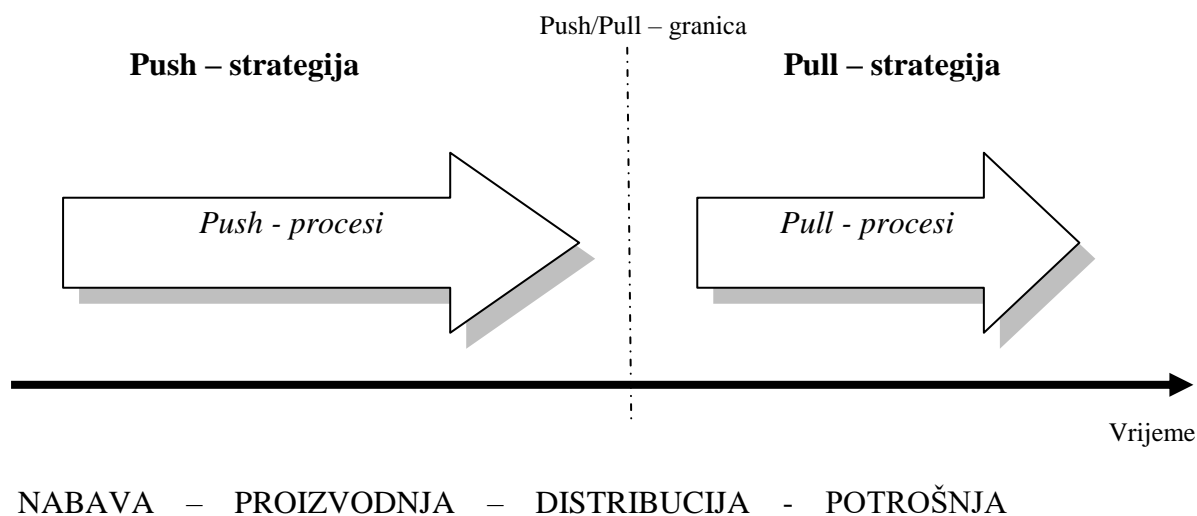 Push/Pull – granica
Push – strategija
Pull – strategija
Push - procesi
Pull - procesi
Vrijeme
NABAVA – PROIZVODNJA – DISTRIBUCIJA - POTROŠNJA